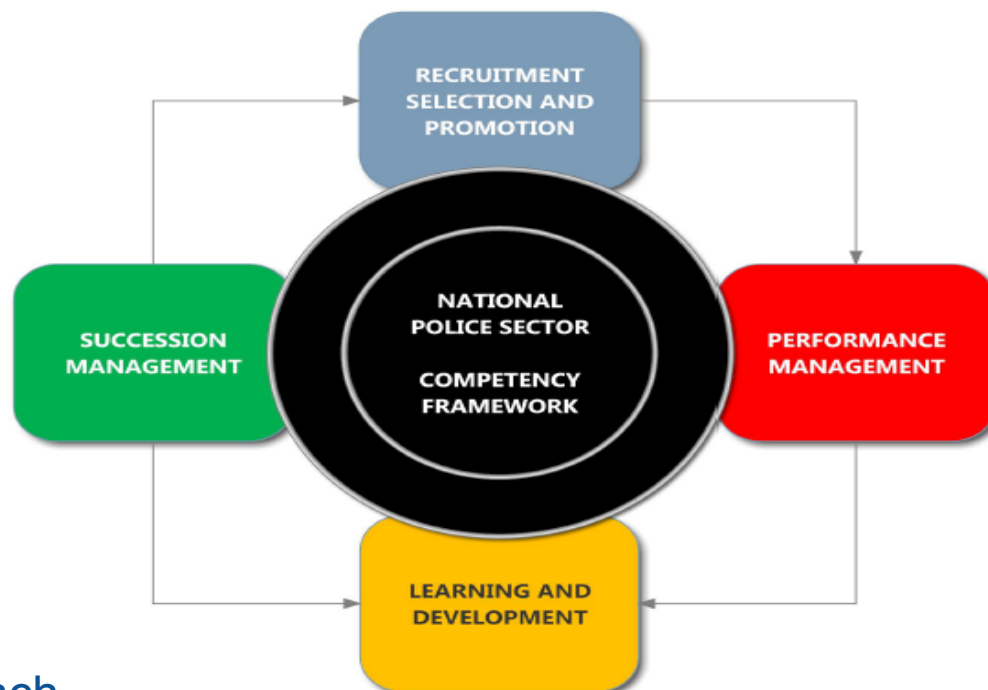 RECRUITMENT
SELECTION AND
PROMOTION
SUCCESSION
MANAGEMENT
NATIONAL
POLICE SECTOR
COMPETENCY
FRAMEWORK
PERFORMANCE
MANAGEMENT
LEARNING AND
DEVELOPMENT